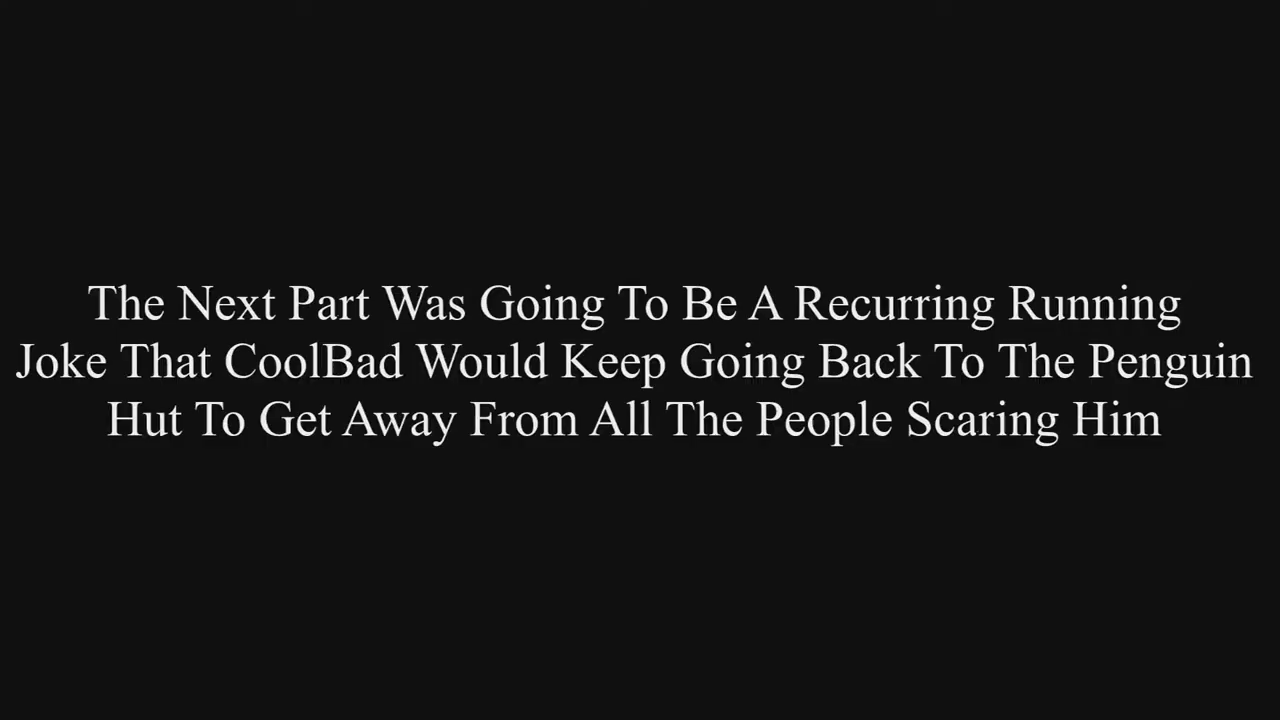 The Next Part Was Going To Be A Recurring Running
Joke That CoolBad Would Keep Going Back To The Penguin
Hut To Get Away From All The People Scaring Him